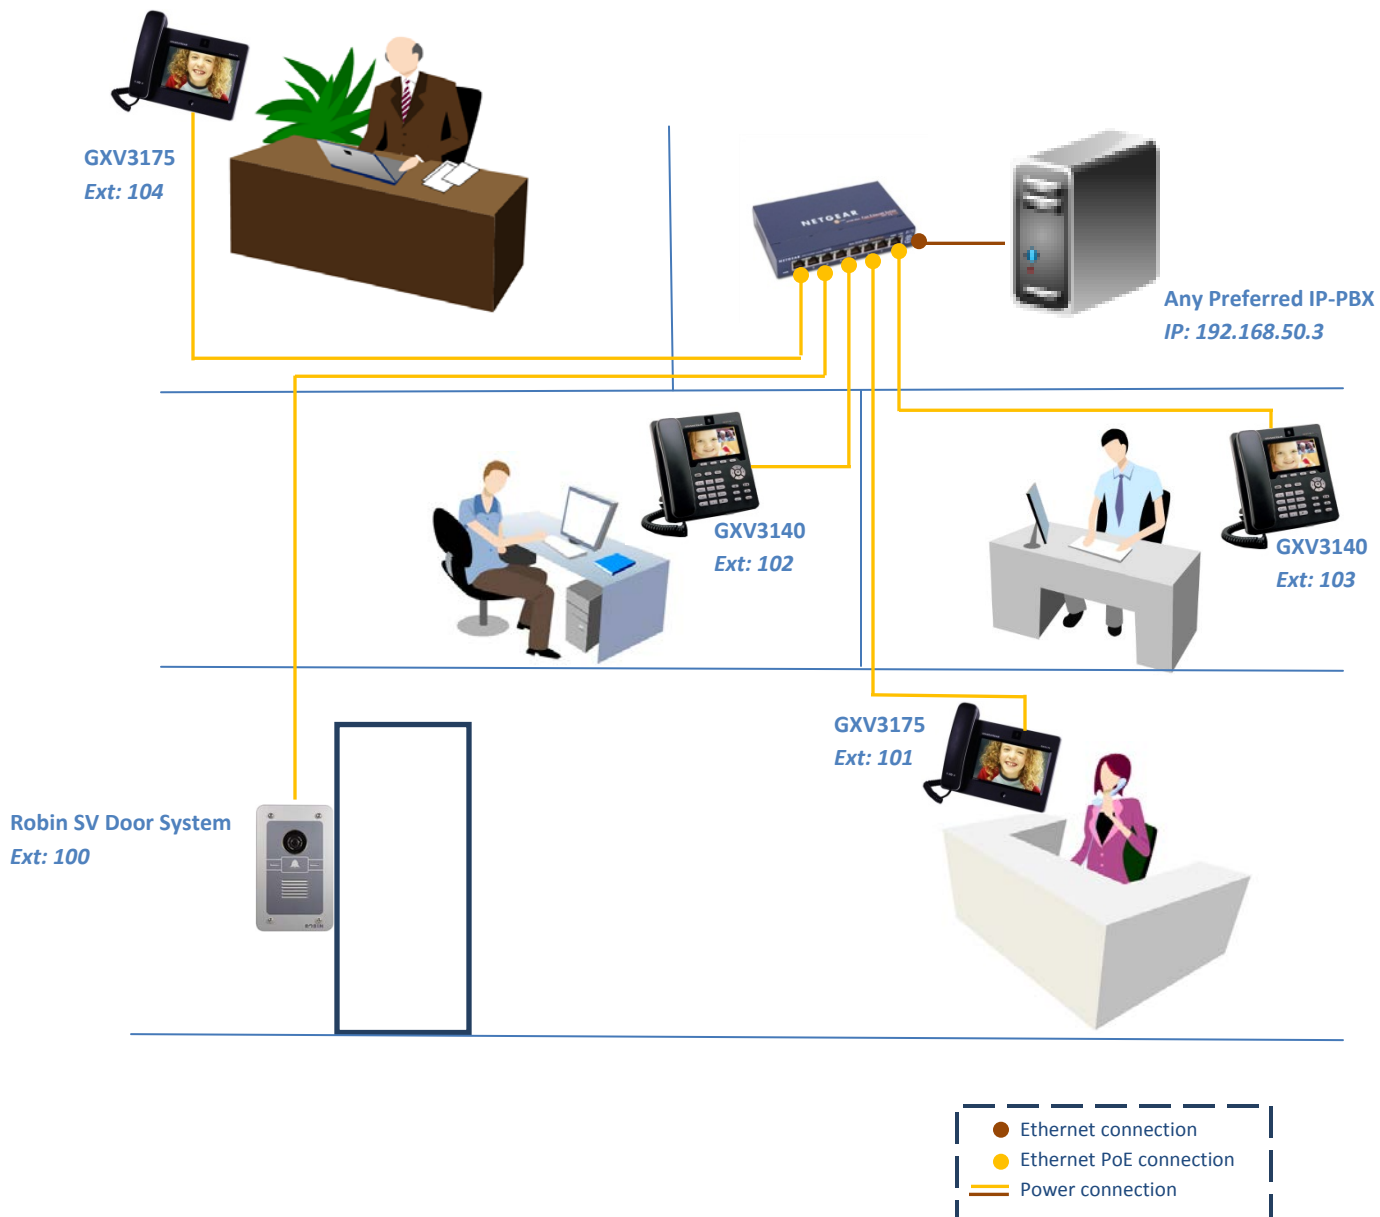 GXV3175
Ext: 104
NETGEAR
Any Preferred IP-PBX
IP: 192.168.50.3
GXV3140
Ext: 102
GXV3140
Ext: 103
GXV3175
Ext: 101
Robin SV Door System
Ext: 100
Ethernet connection
Ethernet PoE connection
Power connection